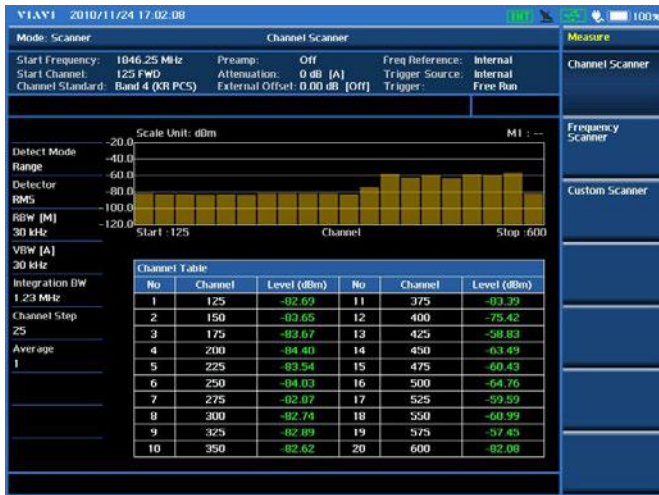 VIAVI 2010/11/24 17:02:08 INT 100%
Mode: Scanner Channel Scanner Measure
Start Frequency: 1846.25 MHz Preamp: Off Freq Reference: Internal
Start Channel: 125 FWD Attenuation: 0 dB [A] Trigger Source: Internal
Channel Standard: Band 4 (KR PCS) External Offset: 0.00 dB [Off] Trigger: Free Run
Channel Scanner
Frequency Scanner
Custom Scanner
Scale Unit: dBm M1 : --
-20.0
-40.0
-60.0
-80.0
-100.0
-120.0
Start :125 Channel Stop :600
Detect Mode
Range
Detector
RMS
RBW [M]
30 kHz
VBW [A]
30 kHz
Integration BW
1.23 MHz
Channel Step
25
Average
1
Channel Table
No Channel Level (dBm) No Channel Level (dBm)
1 125 -82.69 11 375 -83.39
2 150 -83.65 12 400 -75.42
3 175 -83.67 13 425 -58.83
4 200 -84.40 14 450 -63.49
5 225 -83.54 15 475 -60.43
6 250 -84.03 16 500 -64.76
7 275 -82.87 17 525 -59.59
8 300 -82.74 18 550 -60.99
9 325 -82.89 19 575 -57.45
10 350 -82.62 20 600 -82.08